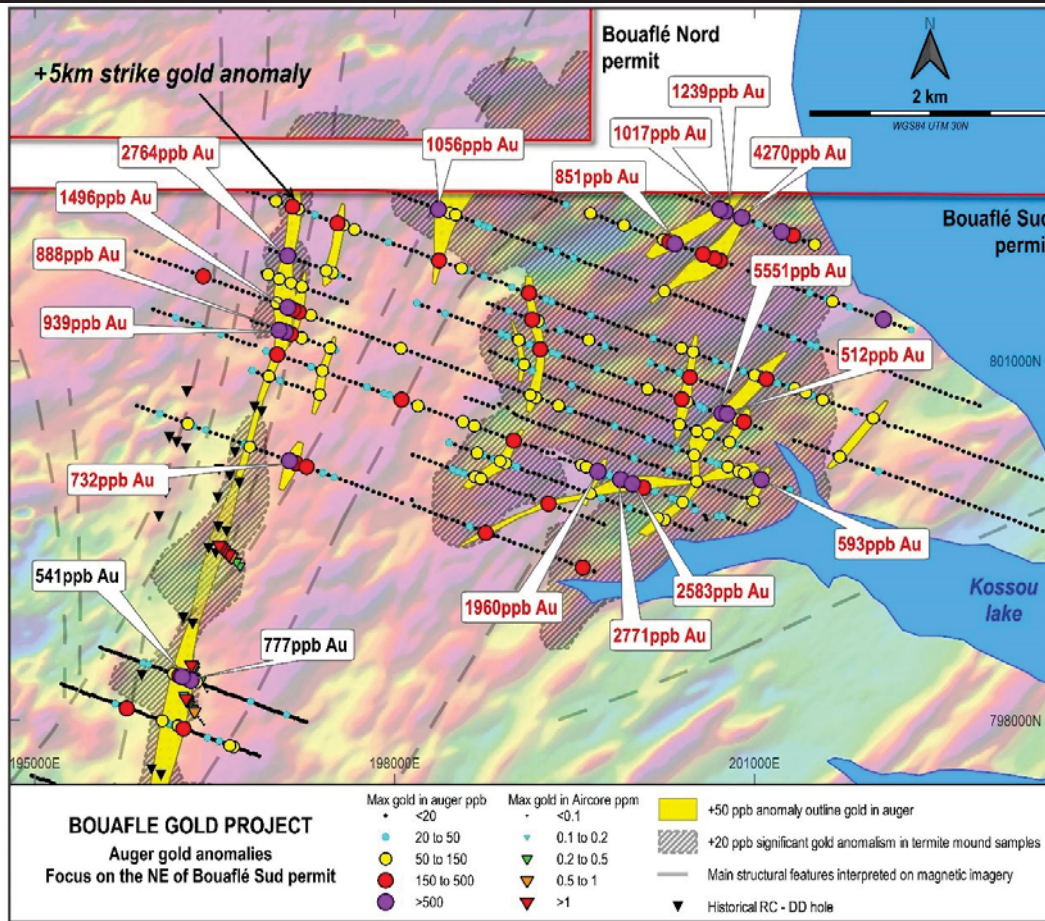 Bouaflé Nord
permit
N
2 km
WGS84 UTM 30N
+5km strike gold anomaly
1239ppb Au
1017ppb Au
2764ppb Au
1056ppb Au
4270ppb Au
851ppb Au
1496ppb Au
Bouaflé Sud
permit
888ppb Au
5551ppb Au
939ppb Au
512ppb Au
801000N
732ppb Au
593ppb Au
541ppb Au
1960ppb Au
2583ppb Au
Kossou
lake
2771ppb Au
777ppb Au
798000N
195000E
198000E
201000E
BOUAFLE GOLD PROJECT
Auger gold anomalies
Focus on the NE of Bouaflé Sud permit
Max gold in auger ppb
<20
20 to 50
50 to 150
150 to 500
>500
Max gold in Aircore ppm
<0.1
0.1 to 0.2
0.2 to 0.5
0.5 to 1
>1
+50 ppb anomaly outline gold in auger
+20 ppb significant gold anomalism in termite mound samples
Main structural features interpreted on magnetic imagery
Historical RC - DD hole